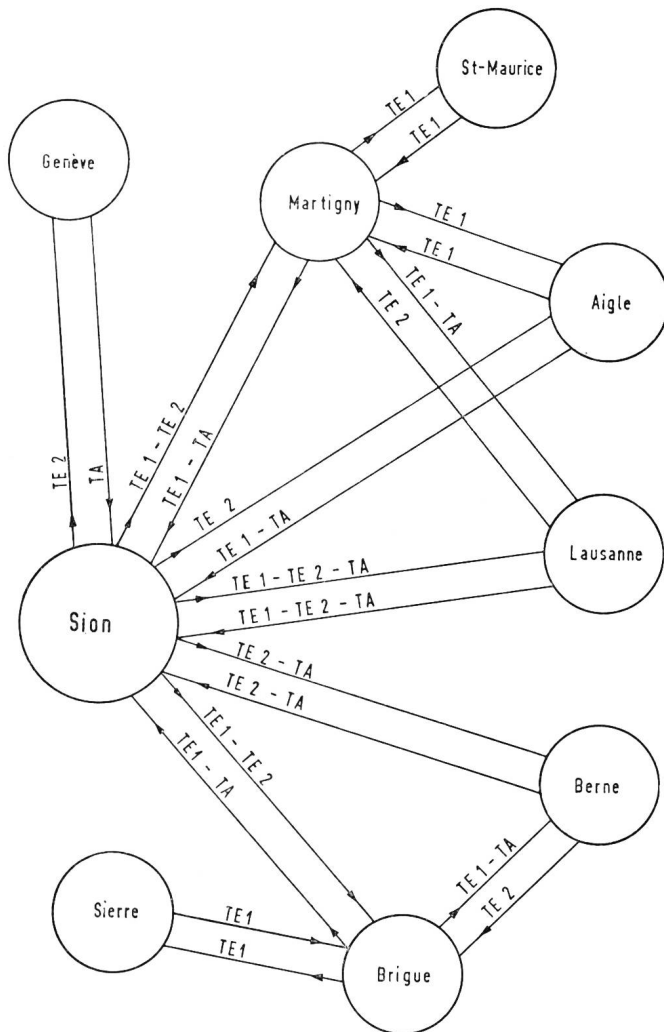 St-Maurice
Genève
TE1
TE1
Martigny
TE 1
TE 1
Aigle
TE 1 - TA
TE 2
TE 2
TA
TE 1 - TE 2
TE 1 - TA
TE 2
TE 1 - TA
Lausanne
TE 1 - TE 2 - TA
TE 1 - TE 2 - TA
Sion
TE 2 - TA
TE 2 - TA
TE1 - TE2
TE1 - TA
Berne
TE 1 - TA
TE 2
Sierre
TE1
TE1
Brigue